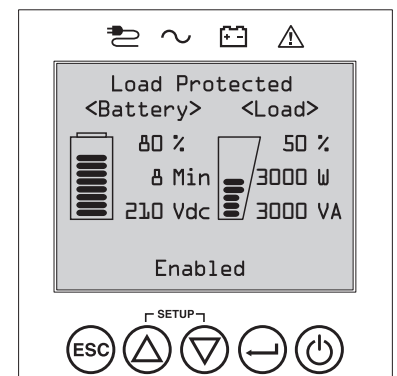 Load Protected
<Battery> <Load>
80 % 50 %
8 Min 3000 W
210 Vdc 3000 VA
Enabled
SETUP
ESC